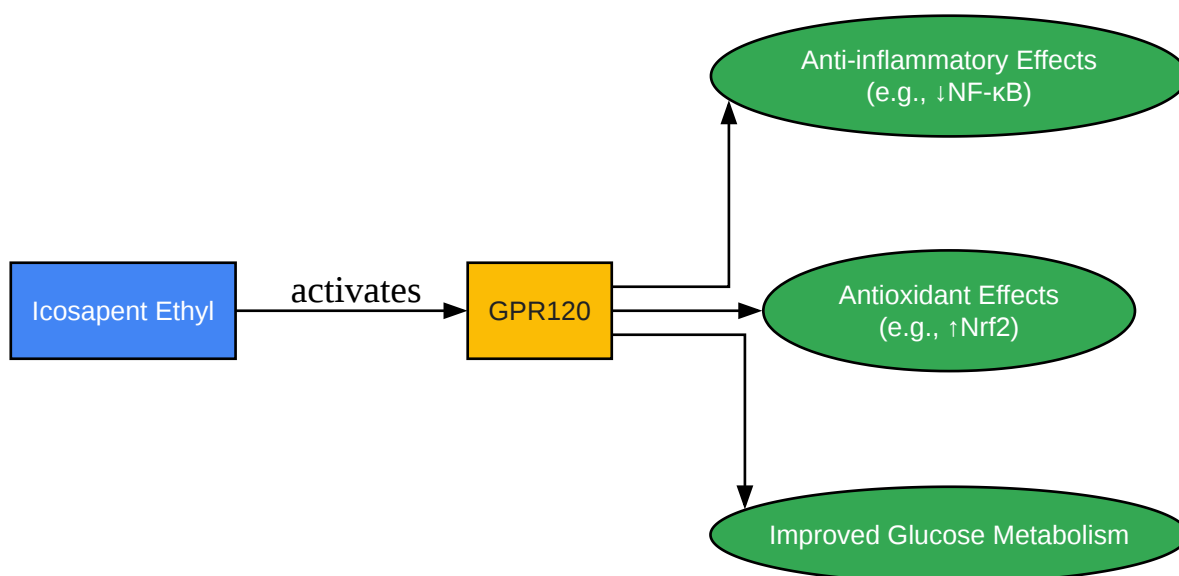 Icosapent Ethyl
activates
GPR120
Anti-inflammatory Effects
(e.g., ↓NF-κB)
Antioxidant Effects
(e.g., ↑Nrf2)
Improved Glucose Metabolism